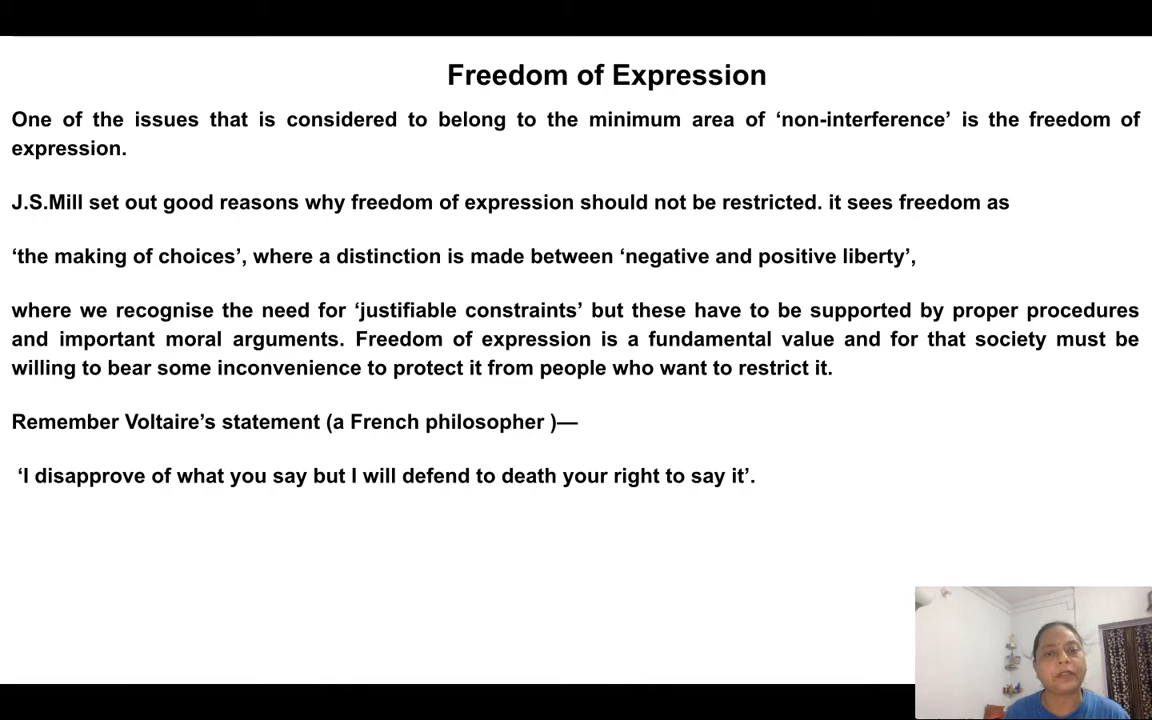 Freedom of Expression
One of the issues that is considered to belong to the minimum area of ‘non-interference’ is the freedom of
expression.
J.S.Mill set out good reasons why freedom of expression should not be restricted. it sees freedom as
‘the making of choices’, where a distinction is made between ‘negative and positive liberty’,
where we recognise the need for ‘justifiable constraints’ but these have to be supported by proper procedures
and important moral arguments. Freedom of expression is a fundamental value and for that society must be
willing to bear some inconvenience to protect it from people who want to restrict it.
Remember Voltaire’s statement (a French philosopher )—
‘I disapprove of what you say but I will defend to death your right to say it’.